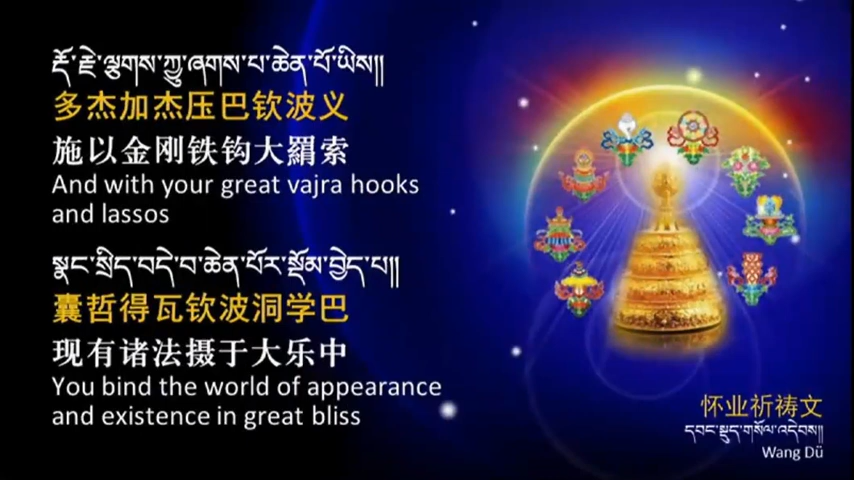 རྡོ་རྗེ་ལྕགས་ཀྱུ་ཞགས་པ་ཆེན་པོ་ཡིས།།
多杰加杰压巴钦波义
施以金刚铁钩大羂索
And with your great vajra hooks
and lassos
སྣང་སྲིད་བདེ་བ་ཆེན་པོར་སྡོམ་བྱེད་པ།།
囊哲得瓦钦波洞学巴
现有诸法摄于大乐中
You bind the world of appearance
and existence in great bliss
怀业祈祷文
དབང་སྡུད་གསོལ་འདེབས།།
Wang Dü